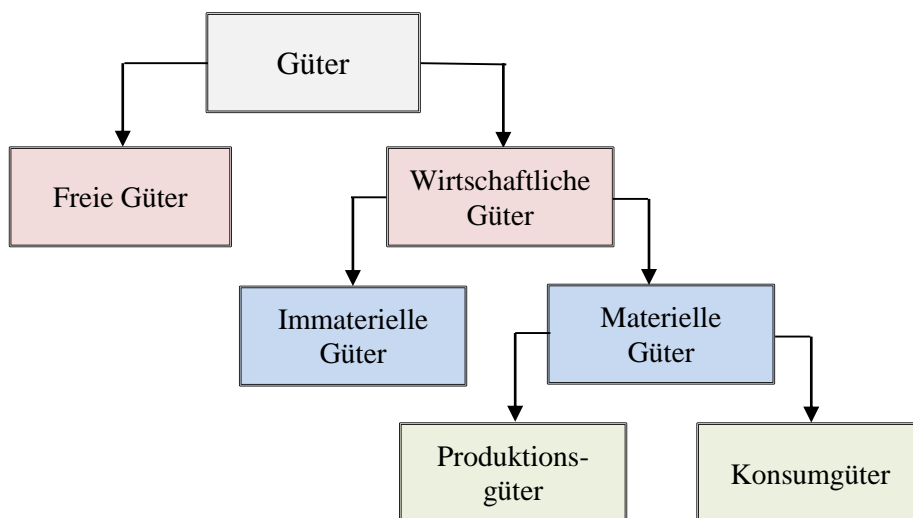 Güter
Freie Güter
Wirtschaftliche
Güter
Immaterielle
Güter
Materielle
Güter
Produktions-
güter
Konsumgüter